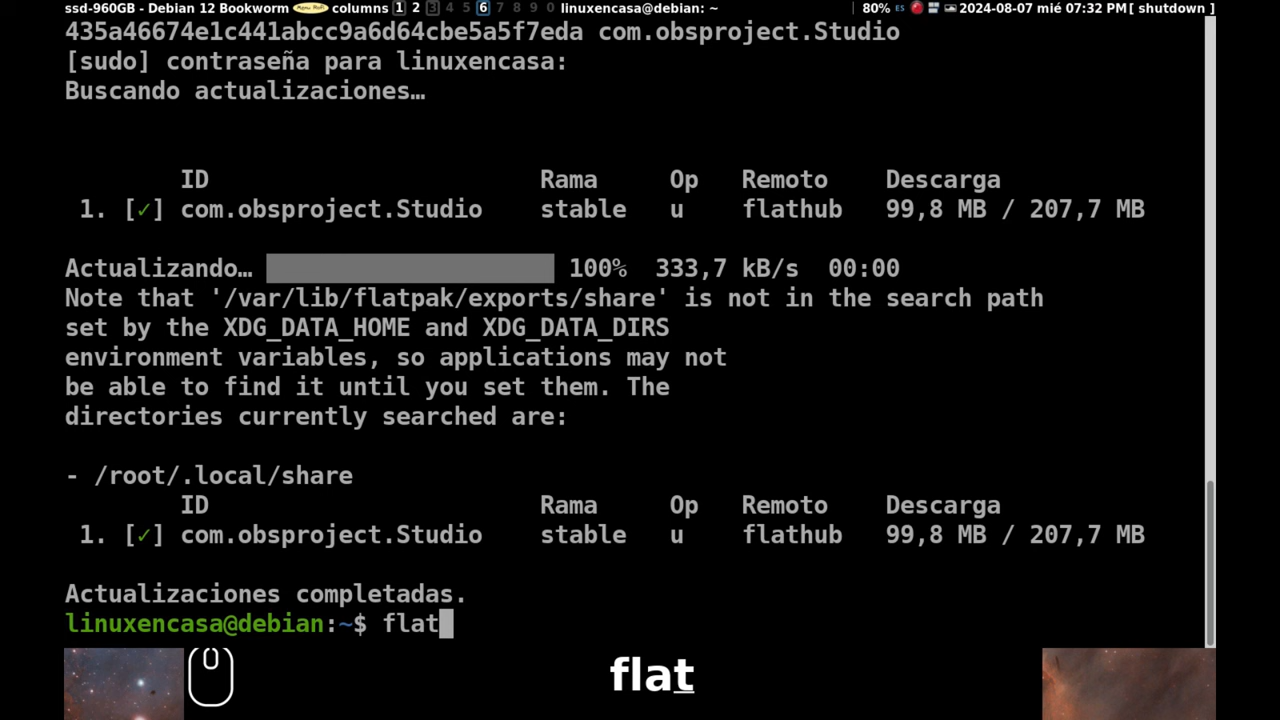 ssd-960GB - Debian 12 Bookworm Menu columns 1 2 3 4 5 6 7 8 9 0 linuxencasa@debian: ~ 80% ES 2024-08-07 mié 07:32 PM[ shutdown ]
435a46674e1c441abcc9a6d64cbe5a5f7eda com.obsproject.Studio
[sudo] contraseña para linuxencasa:
Buscando actualizaciones…
ID Rama Op Remoto Descarga
1. [✓] com.obsproject.Studio stable u flathub 99,8 MB / 207,7 MB
Actualizando… 100% 333,7 kB/s 00:00
Note that '/var/lib/flatpak/exports/share' is not in the search path
set by the XDG_DATA_HOME and XDG_DATA_DIRS
environment variables, so applications may not
be able to find it until you set them. The
directories currently searched are:
- /root/.local/share
ID Rama Op Remoto Descarga
1. [✓] com.obsproject.Studio stable u flathub 99,8 MB / 207,7 MB
Actualizaciones completadas.
linuxencasa@debian:~$ flat
flat